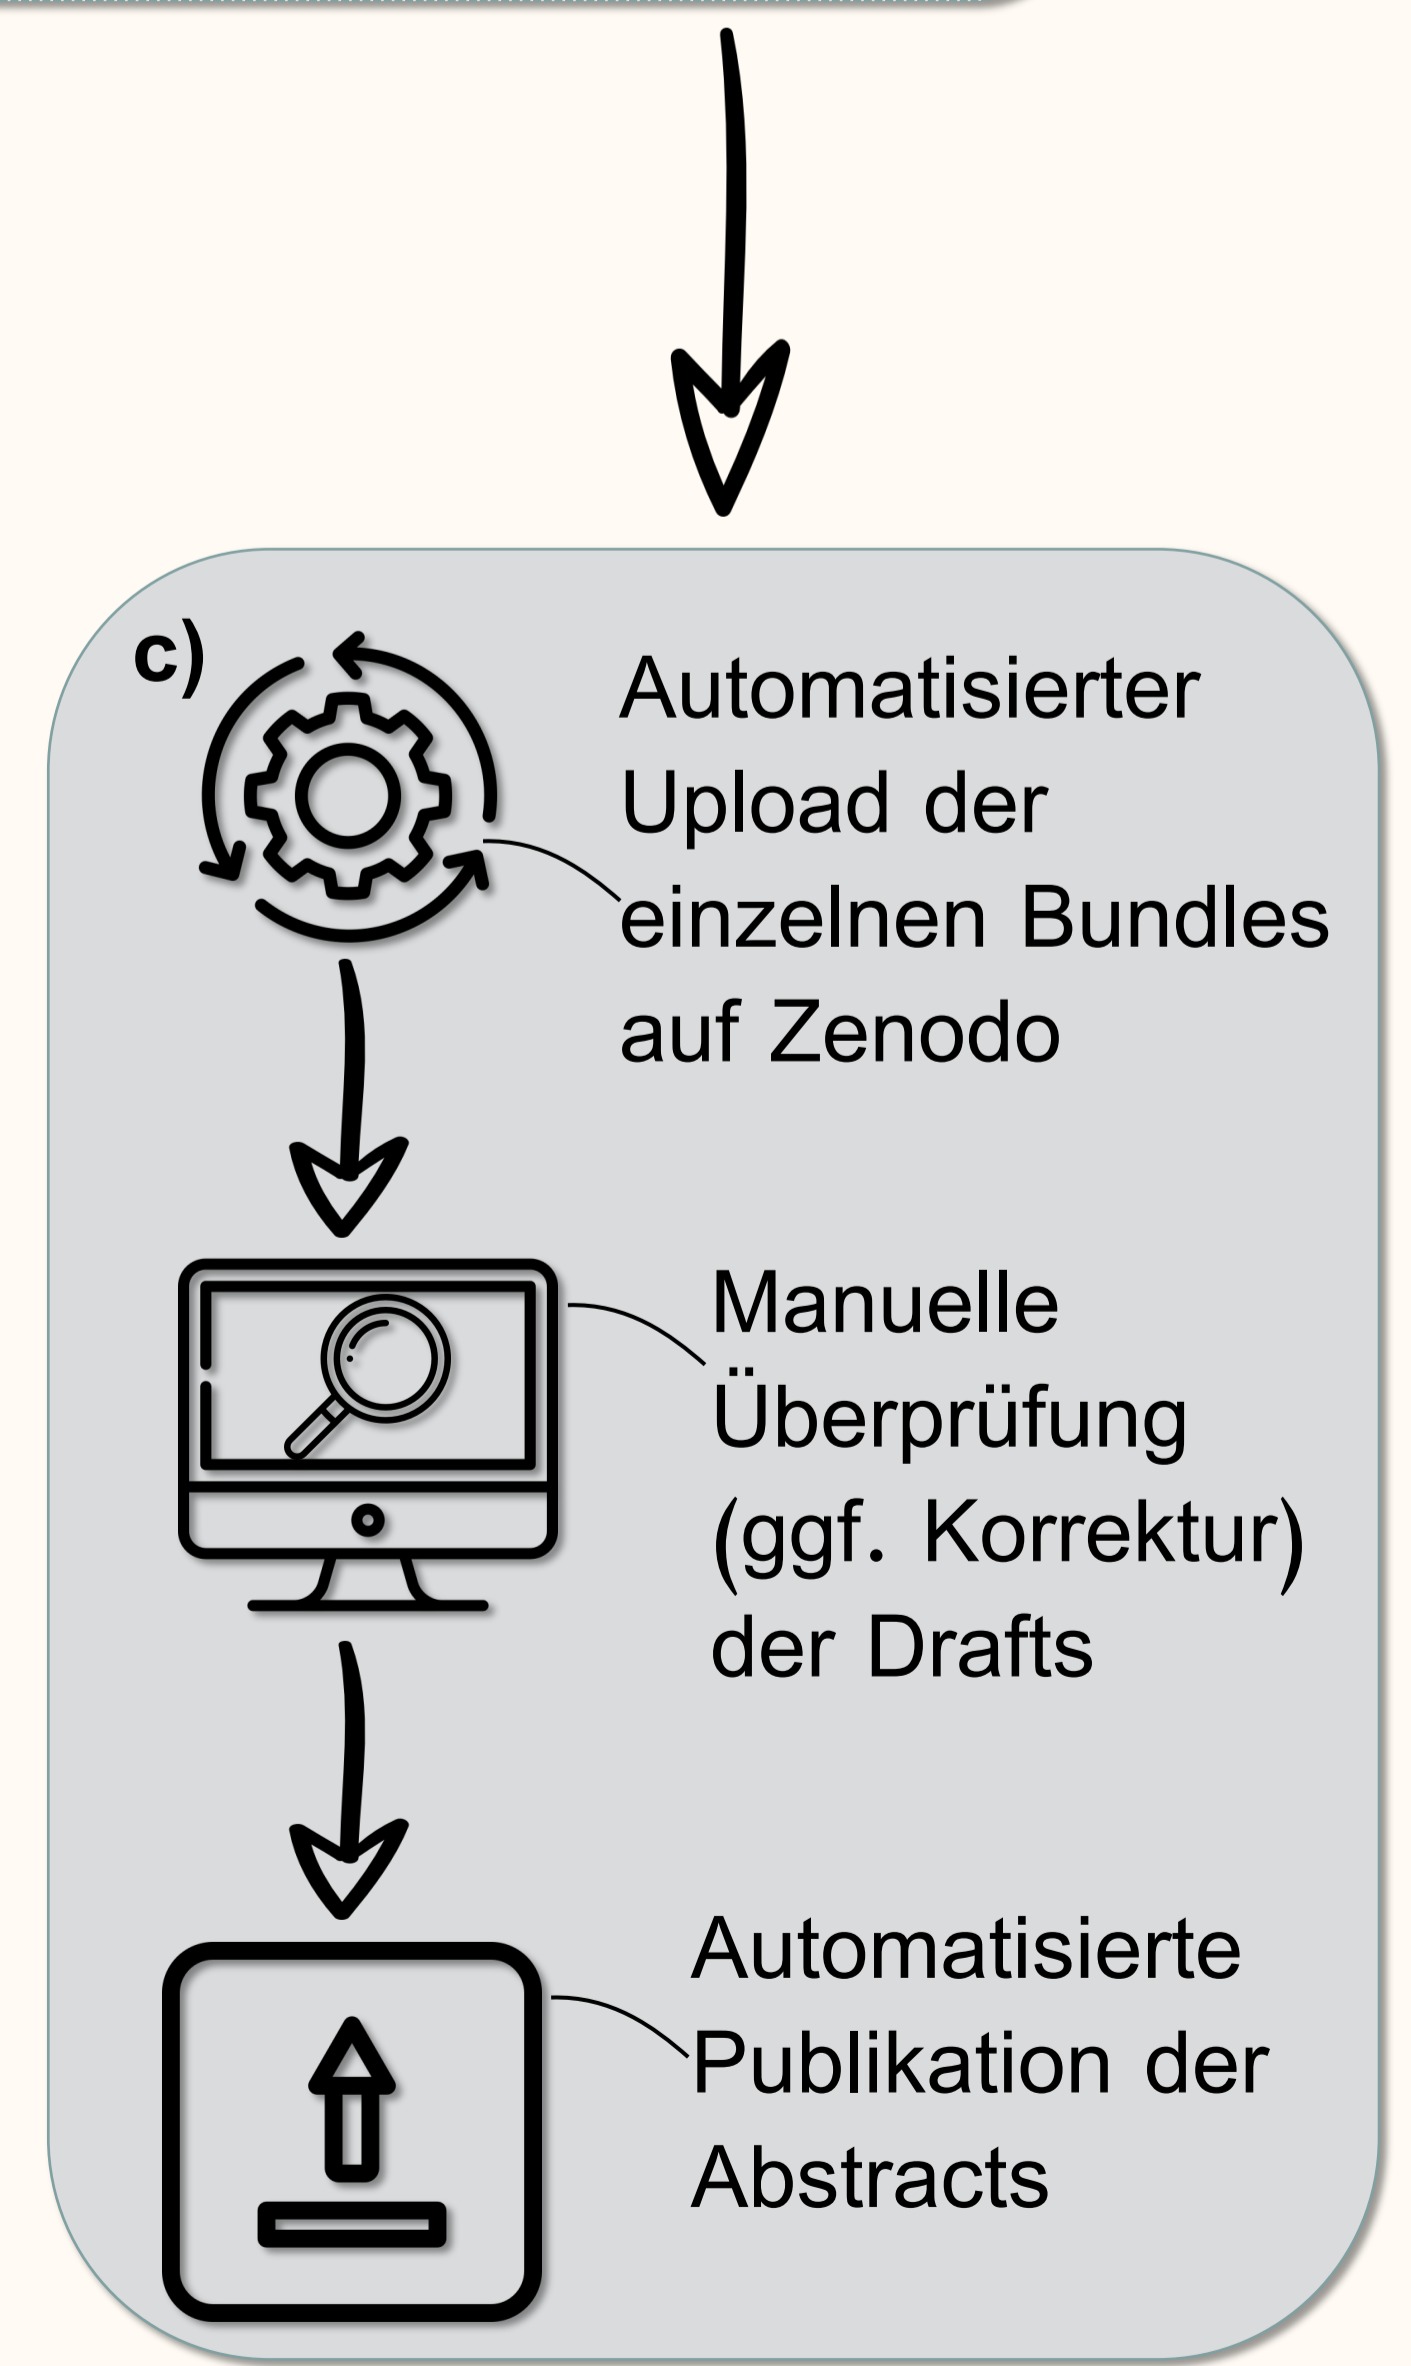 c)
Automatisierter
Upload der
einzelnen Bundles
auf Zenodo
Manuelle
Überprüfung
(ggf. Korrektur)
der Drafts
Automatisierte
Publikation der
Abstracts